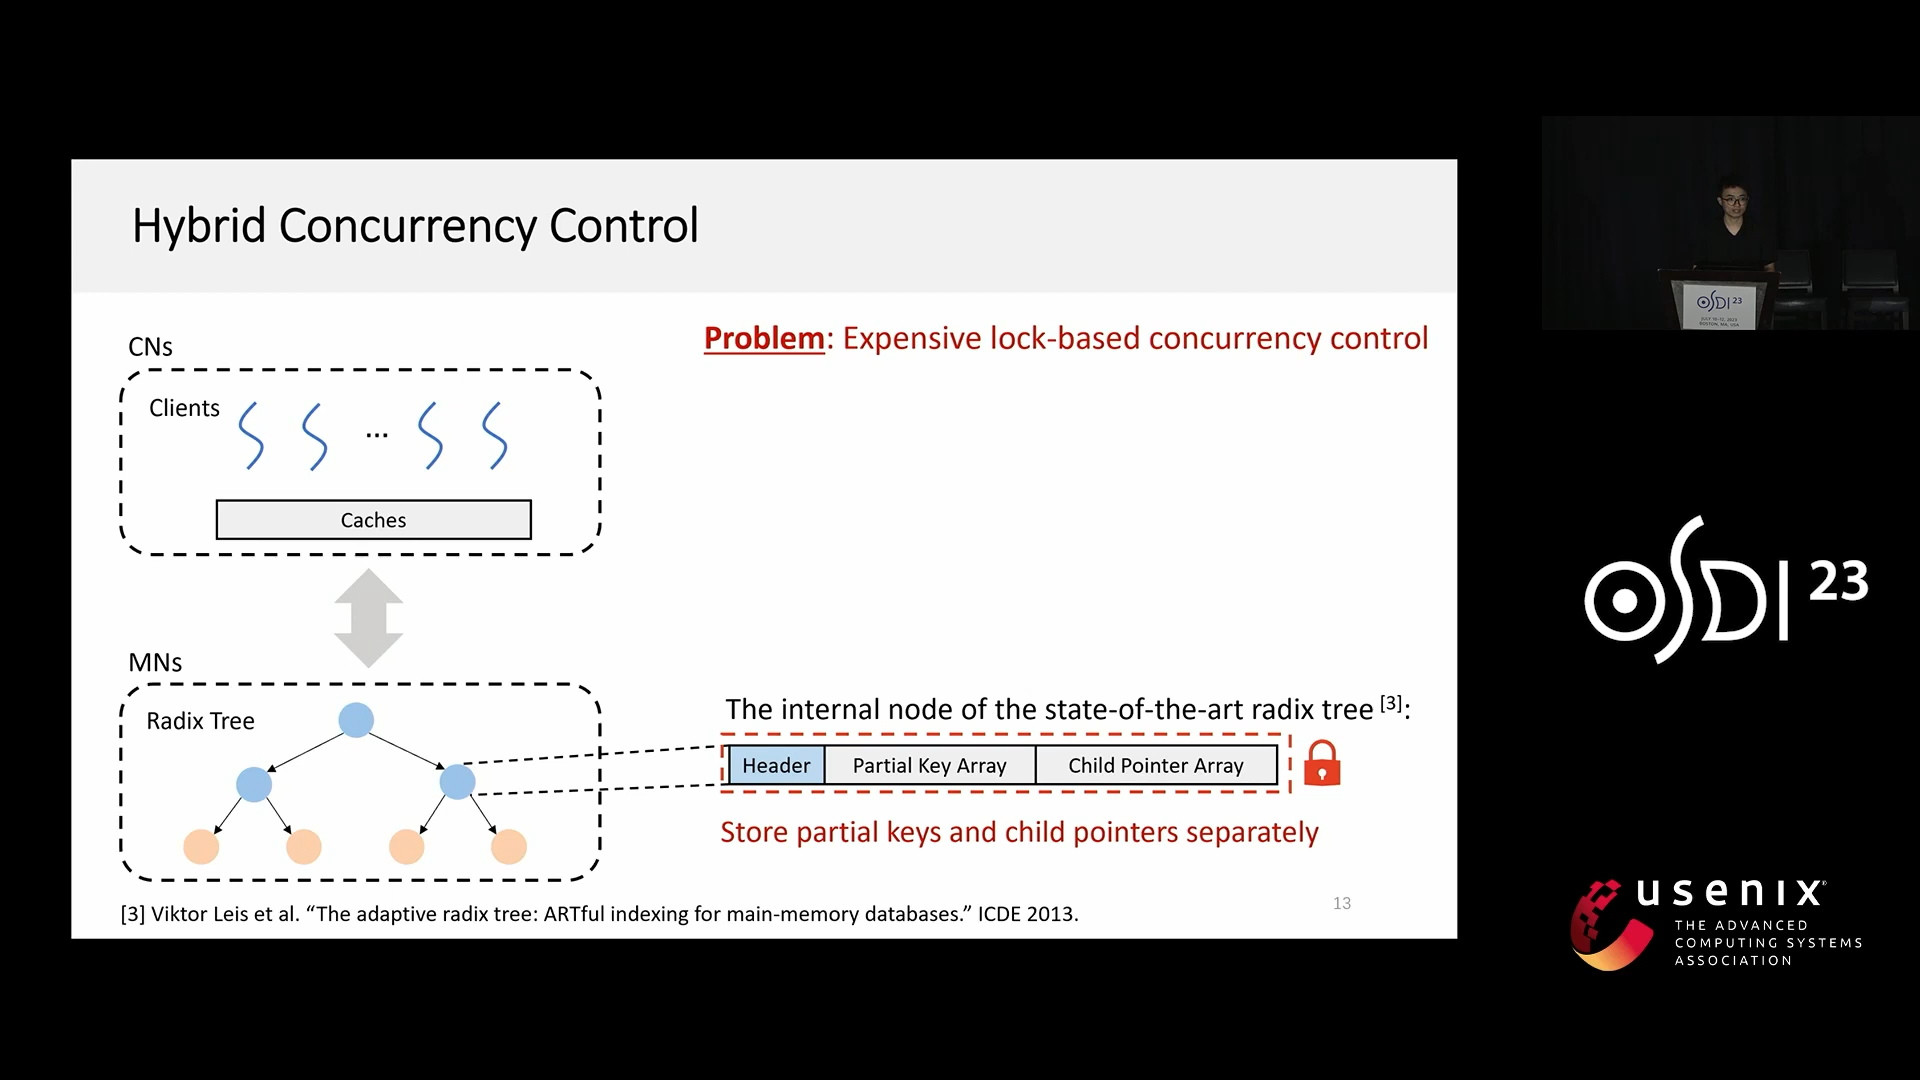 Hybrid Concurrency Control
CNs
Clients
...
Caches
MNs
Radix Tree
Problem: Expensive lock-based concurrency control
The internal node of the state-of-the-art radix tree [3]:
Header
Partial Key Array
Child Pointer Array
Store partial keys and child pointers separately
[3] Viktor Leis et al. “The adaptive radix tree: ARTful indexing for main-memory databases.” ICDE 2013.
13
OSDI 23
OSDI 23
usenix
THE ADVANCED
COMPUTING SYSTEMS
ASSOCIATION